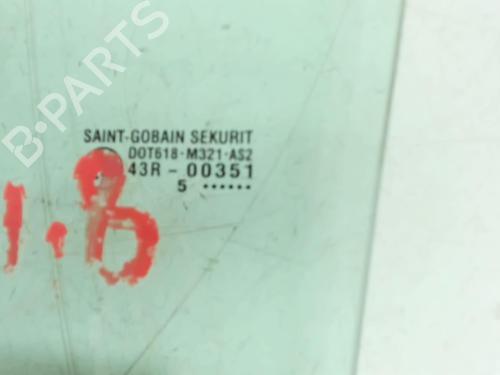 B-PARTS
SAINT-GOBAIN SEKURIT
DOT618-M321-AS2
43R - 00351
5 ••••••
1.8